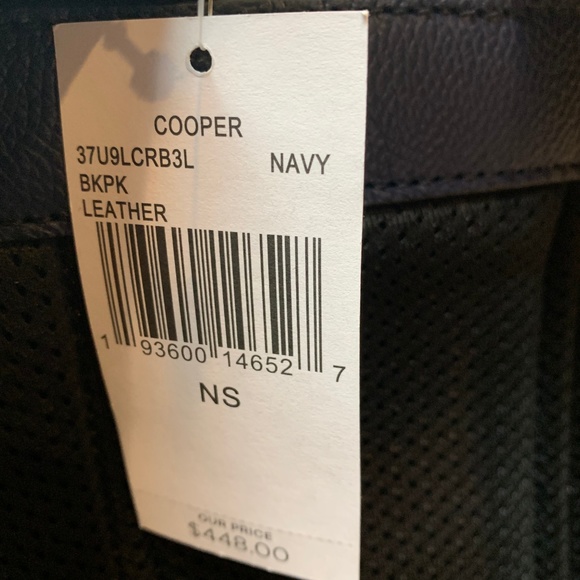 COOPER
37U9LCRB3L NAVY
BKPK
LEATHER
1 93600 14652 7
NS
OUR PRICE
$448.00